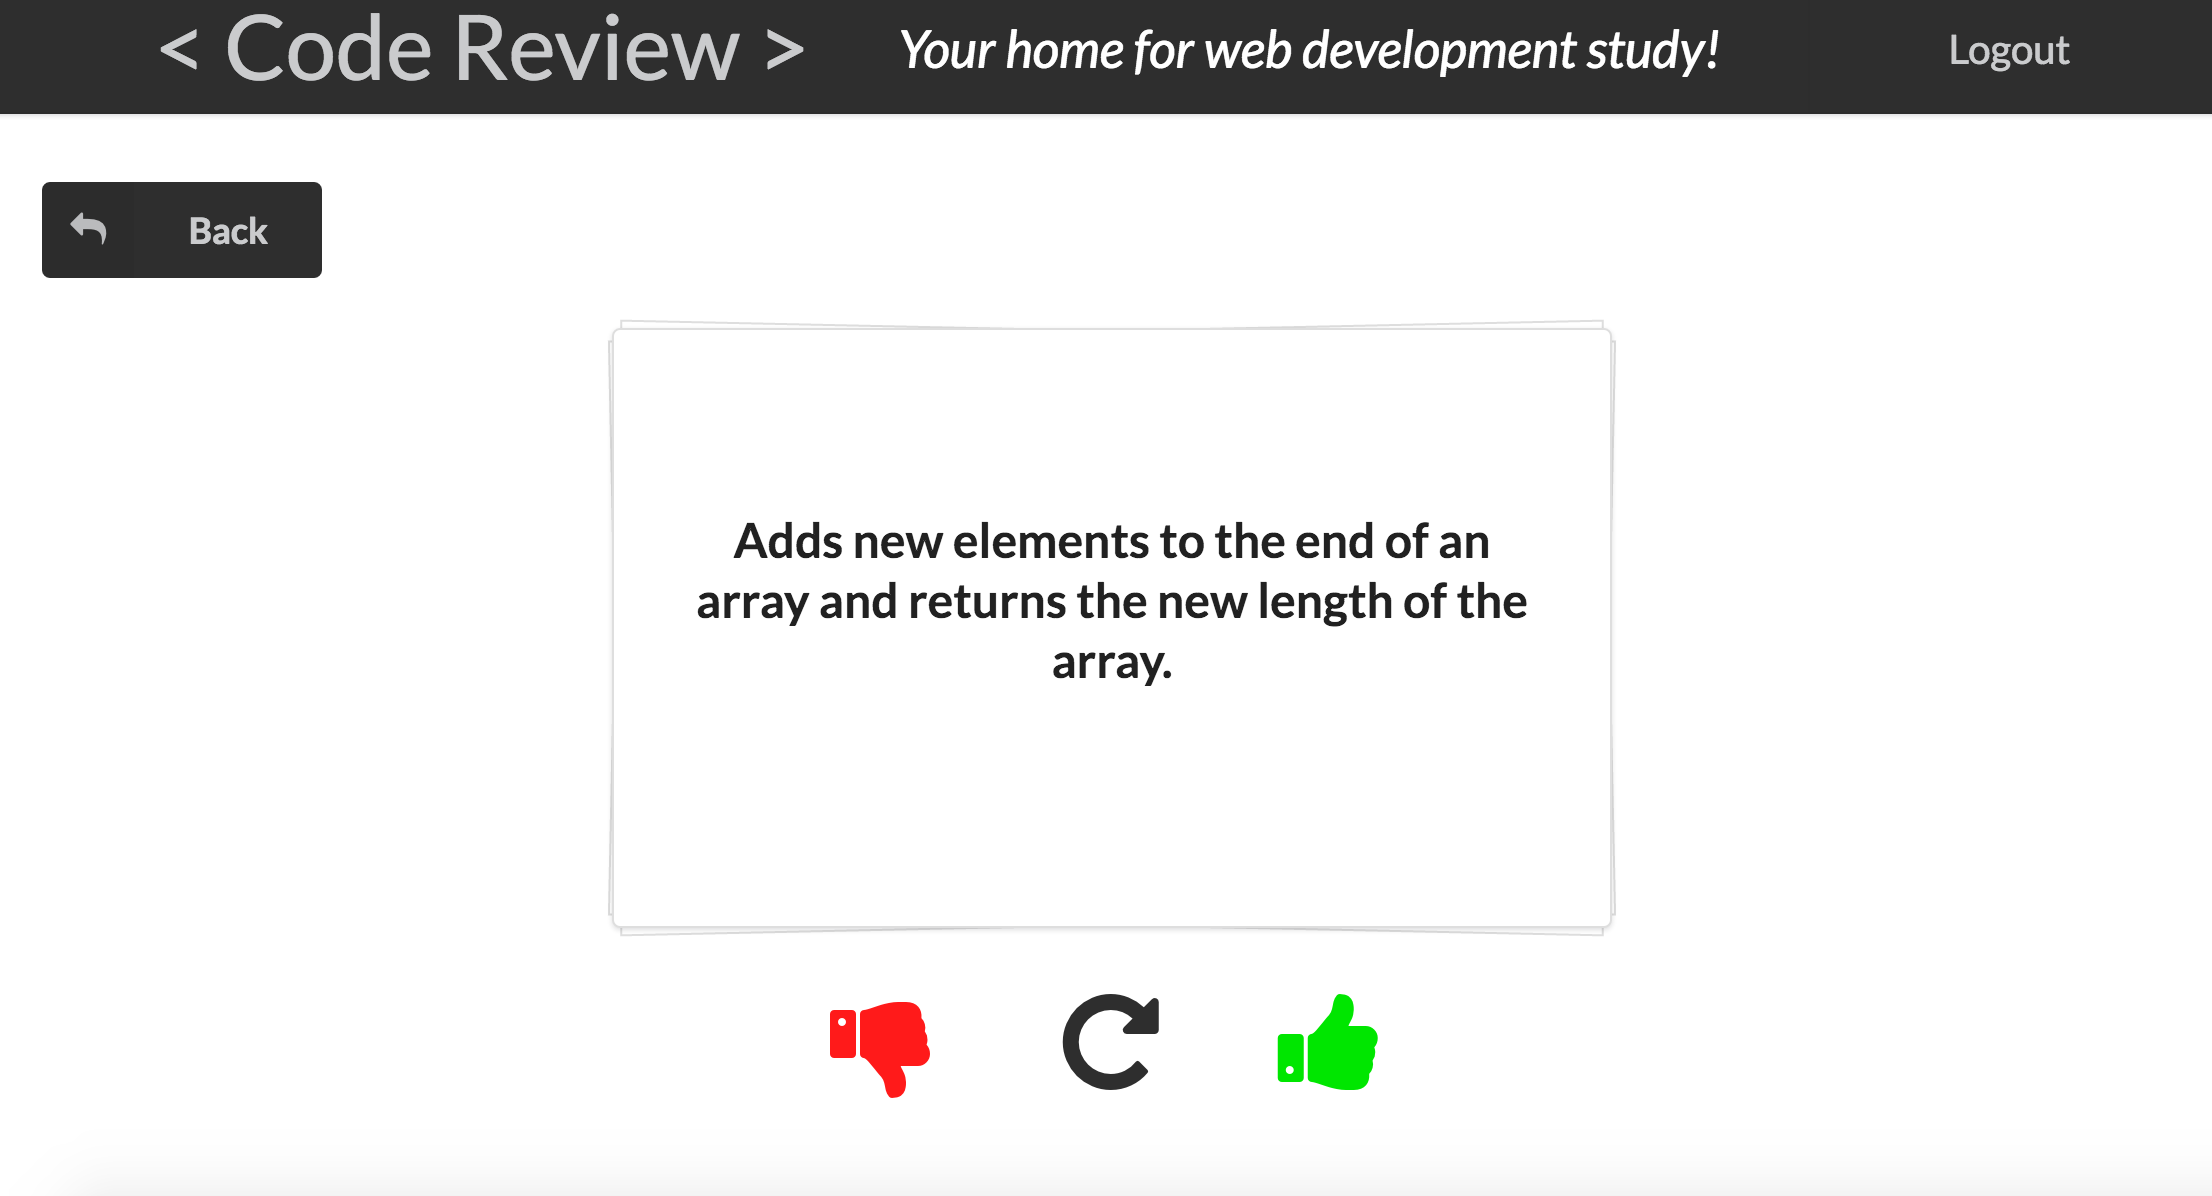 < Code Review >
Your home for web development study!
Logout
Back
Adds new elements to the end of an
array and returns the new length of the
array.